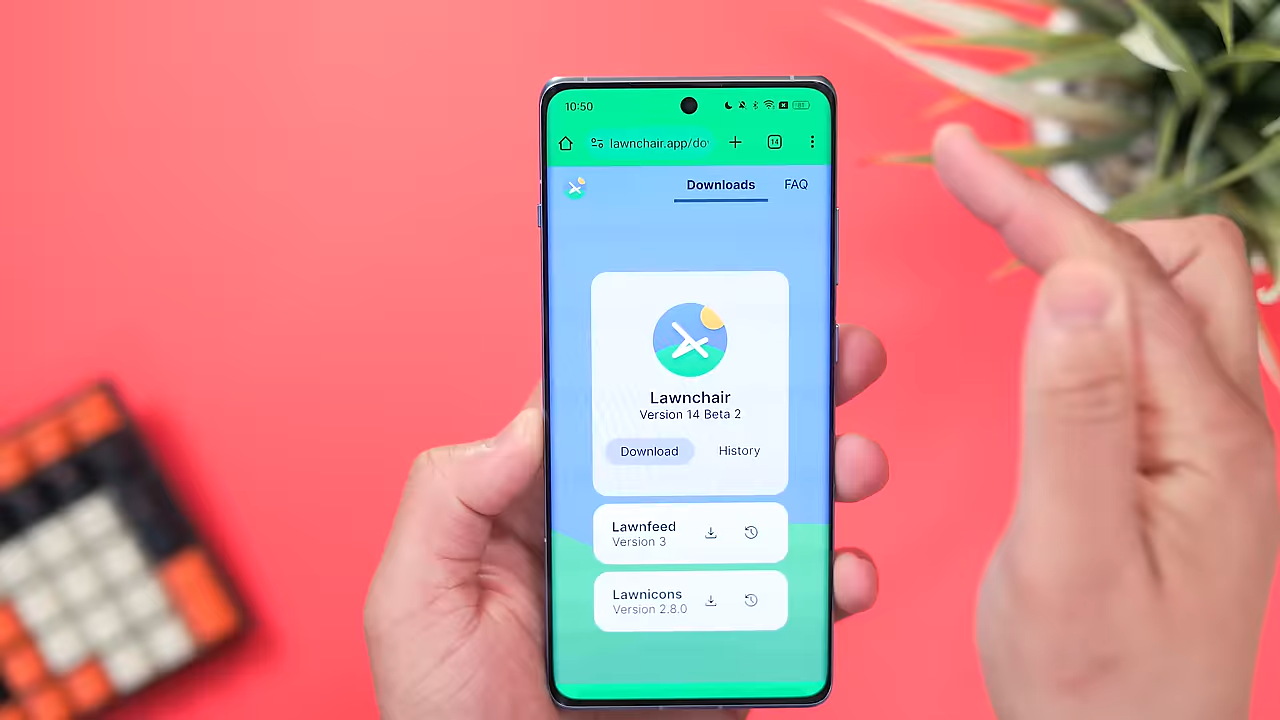 10:50
lawnchair.app/do
14
Downloads FAQ
Lawnchair
Version 14 Beta 2
Download History
Lawnfeed
Version 3
Lawnicons
Version 2.8.0